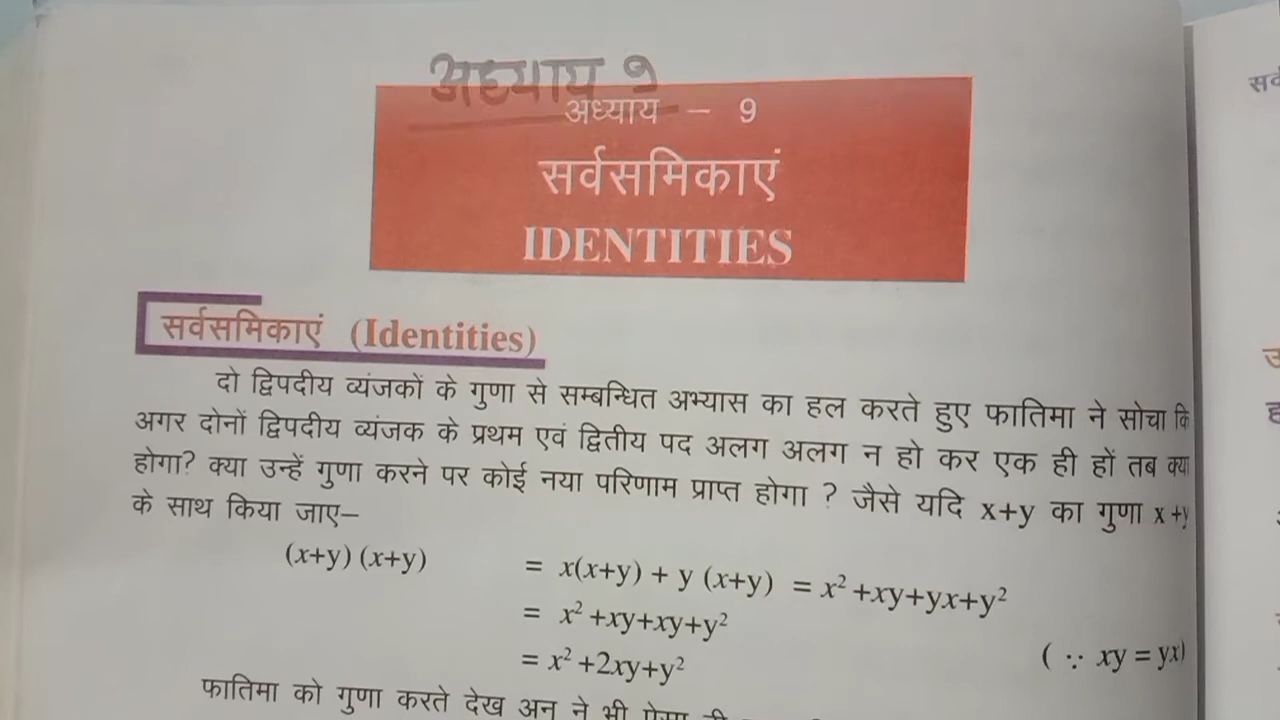 अध्याय 9
अध्याय – 9
सर्वसमिकाएं
IDENTITIES
सर्वसमिकाएं (Identities)
दो द्विपदीय व्यंजकों के गुणा से सम्बन्धित अभ्यास का हल करते हुए फातिमा ने सोचा कि
अगर दोनों द्विपदीय व्यंजक के प्रथम एवं द्वितीय पद अलग अलग न हो कर एक ही हों तब क्या
होगा? क्या उन्हें गुणा करने पर कोई नया परिणाम प्राप्त होगा ? जैसे यदि x+y का गुणा x+y
के साथ किया जाए–
(x+y) (x+y) = x(x+y) + y (x+y) = x²+xy+yx+y²
= x²+xy+xy+y²
= x²+2xy+y² (∵ xy = yx)
फातिमा को गुणा करते देख अनु ने भी